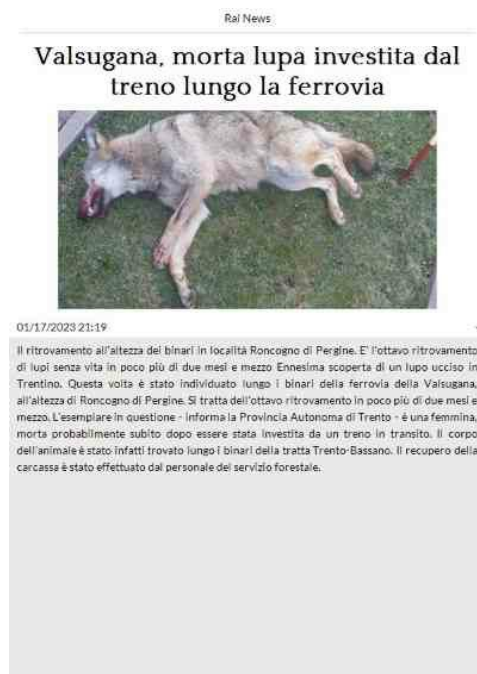 Rai News
Valsugana, morta lupa investita dal
treno lungo la ferrovia
01/17/2023 21:19
Il ritrovamento all'altezza dei binari in località Roncogno di Pergine. E' l'ottavo ritrovamento
di lupi senza vita in poco più di due mesi e mezzo Ennesima scoperta di un lupo ucciso in
Trentino. Questa volta è stato individuato lungo i binari della ferrovia della Valsugana,
all'altezza di Roncogno di Pergine. Si tratta dell'ottavo ritrovamento in poco più di due mesi e
mezzo. L'esemplare in questione - informa la Provincia Autonoma di Trento - è una femmina,
morta probabilmente subito dopo essere stata investita da un treno in transito. Il corpo
dell'animale è stato infatti trovato lungo i binari della tratta Trento-Bassano. Il recupero della
carcassa è stato effettuato dal personale del servizio forestale.